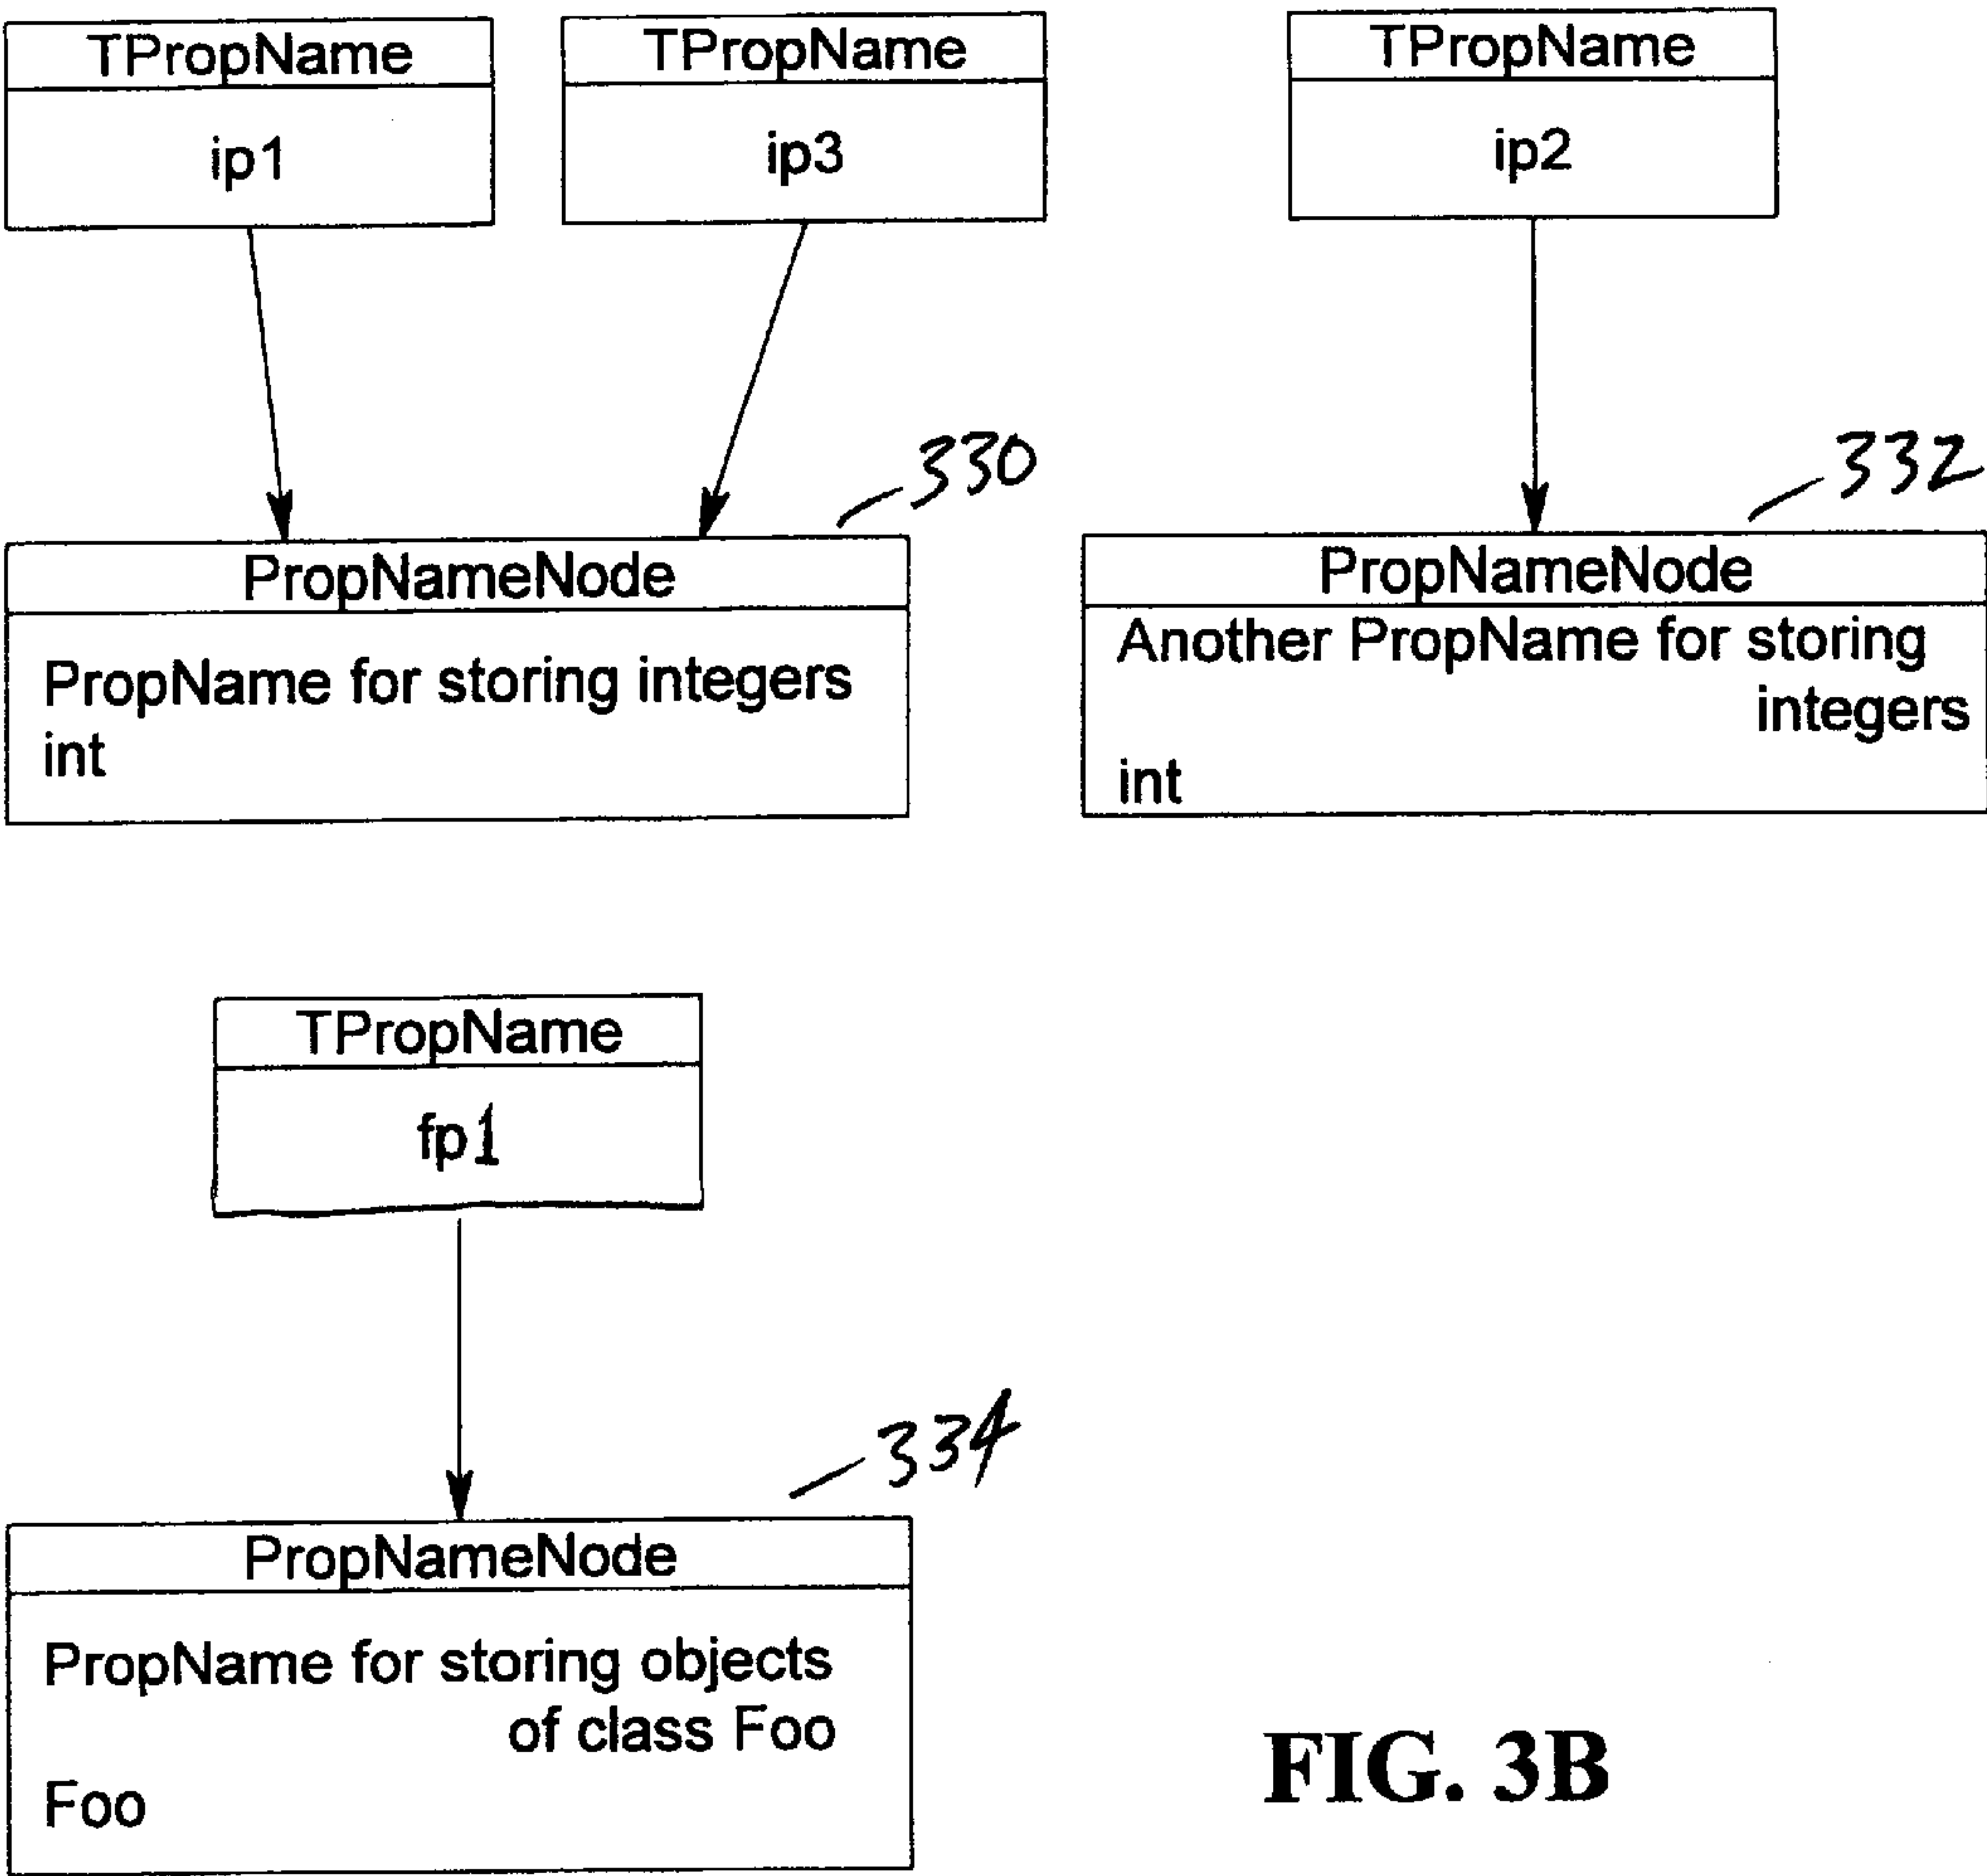 TPropName
ip1
TPropName
ip3
TPropName
ip2
330
332
PropNameNode
PropName for storing integers
int
PropNameNode
Another PropName for storing
integers
int
TPropName
fp1
334
PropNameNode
PropName for storing objects
of class Foo
Foo
FIG. 3B